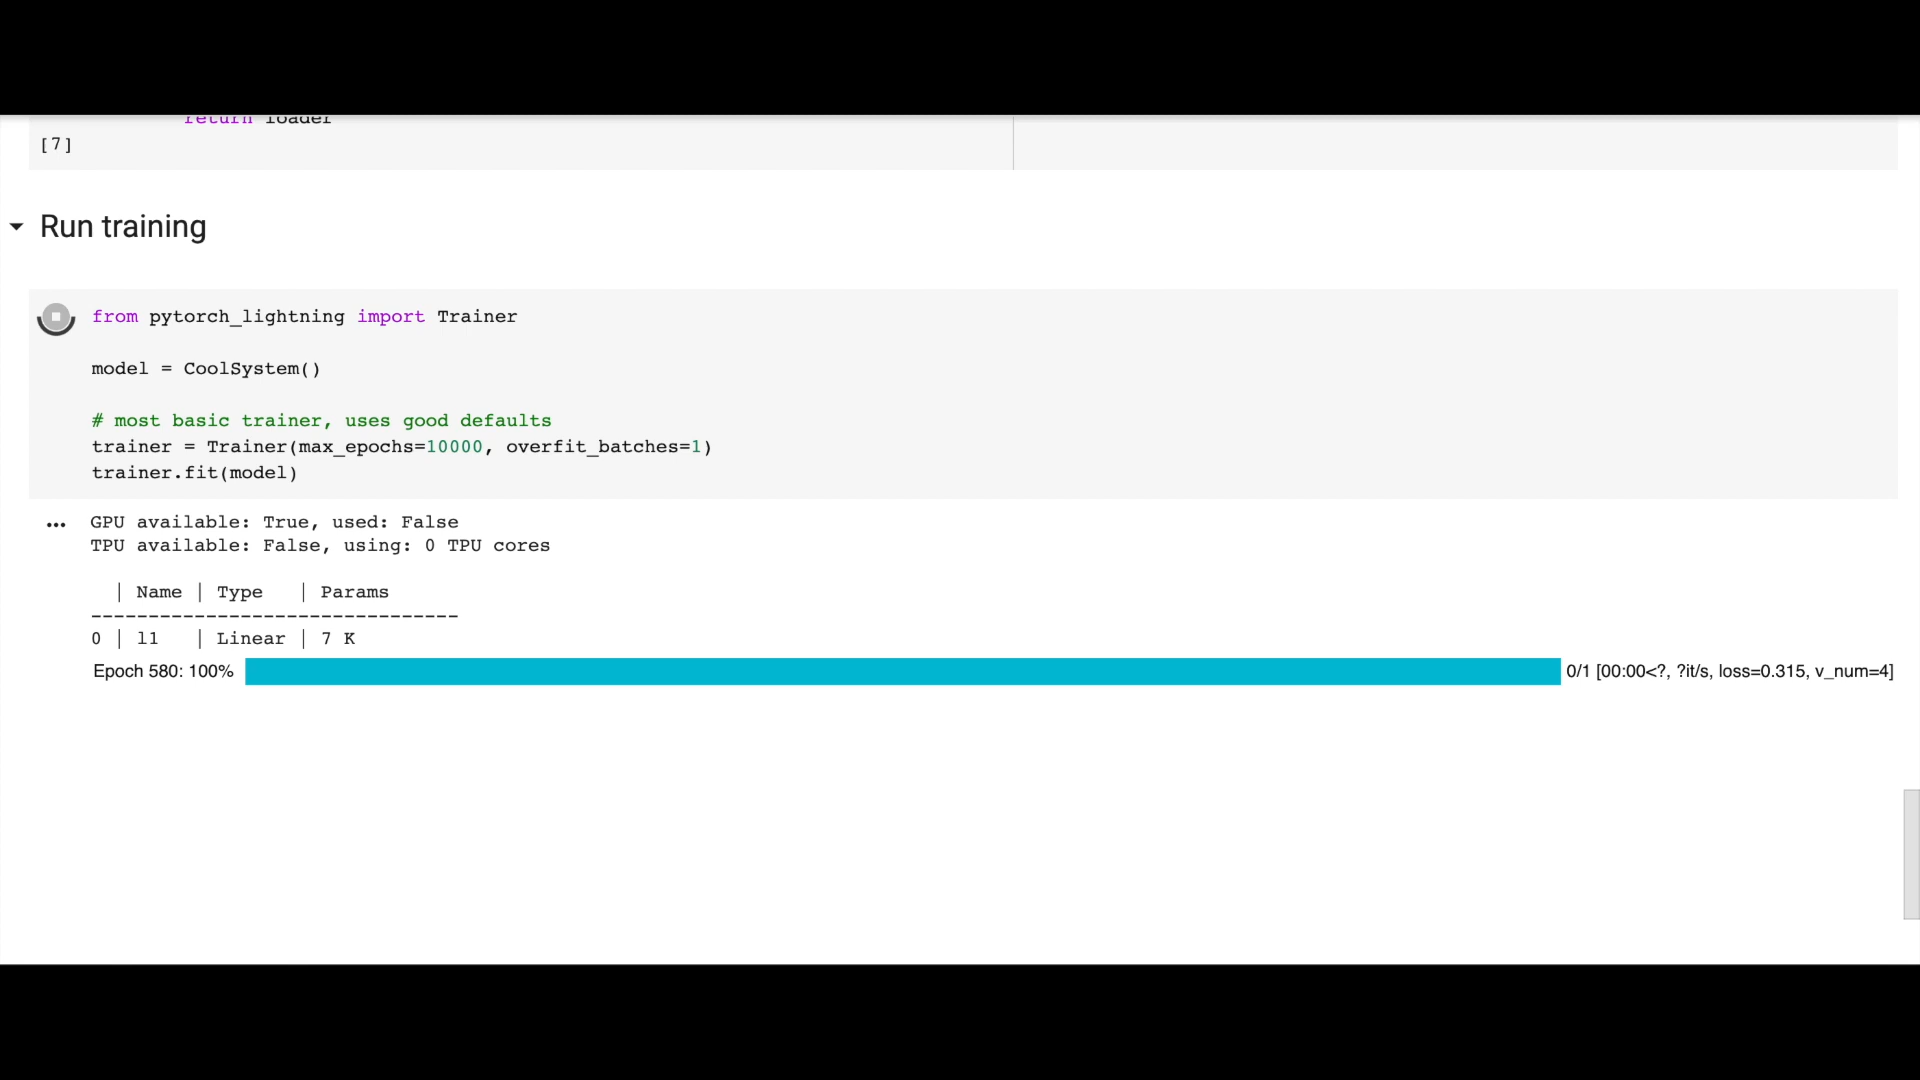 return loader
[7]
Run training
from pytorch_lightning import Trainer
model = CoolSystem()
# most basic trainer, uses good defaults
trainer = Trainer(max_epochs=10000, overfit_batches=1)
trainer.fit(model)
GPU available: True, used: False
TPU available: False, using: 0 TPU cores
| Name | Type | Params
--------------------------------
0 | l1 | Linear | 7 K
Epoch 580: 100% 0/1 [00:00<?, ?it/s, loss=0.315, v_num=4]